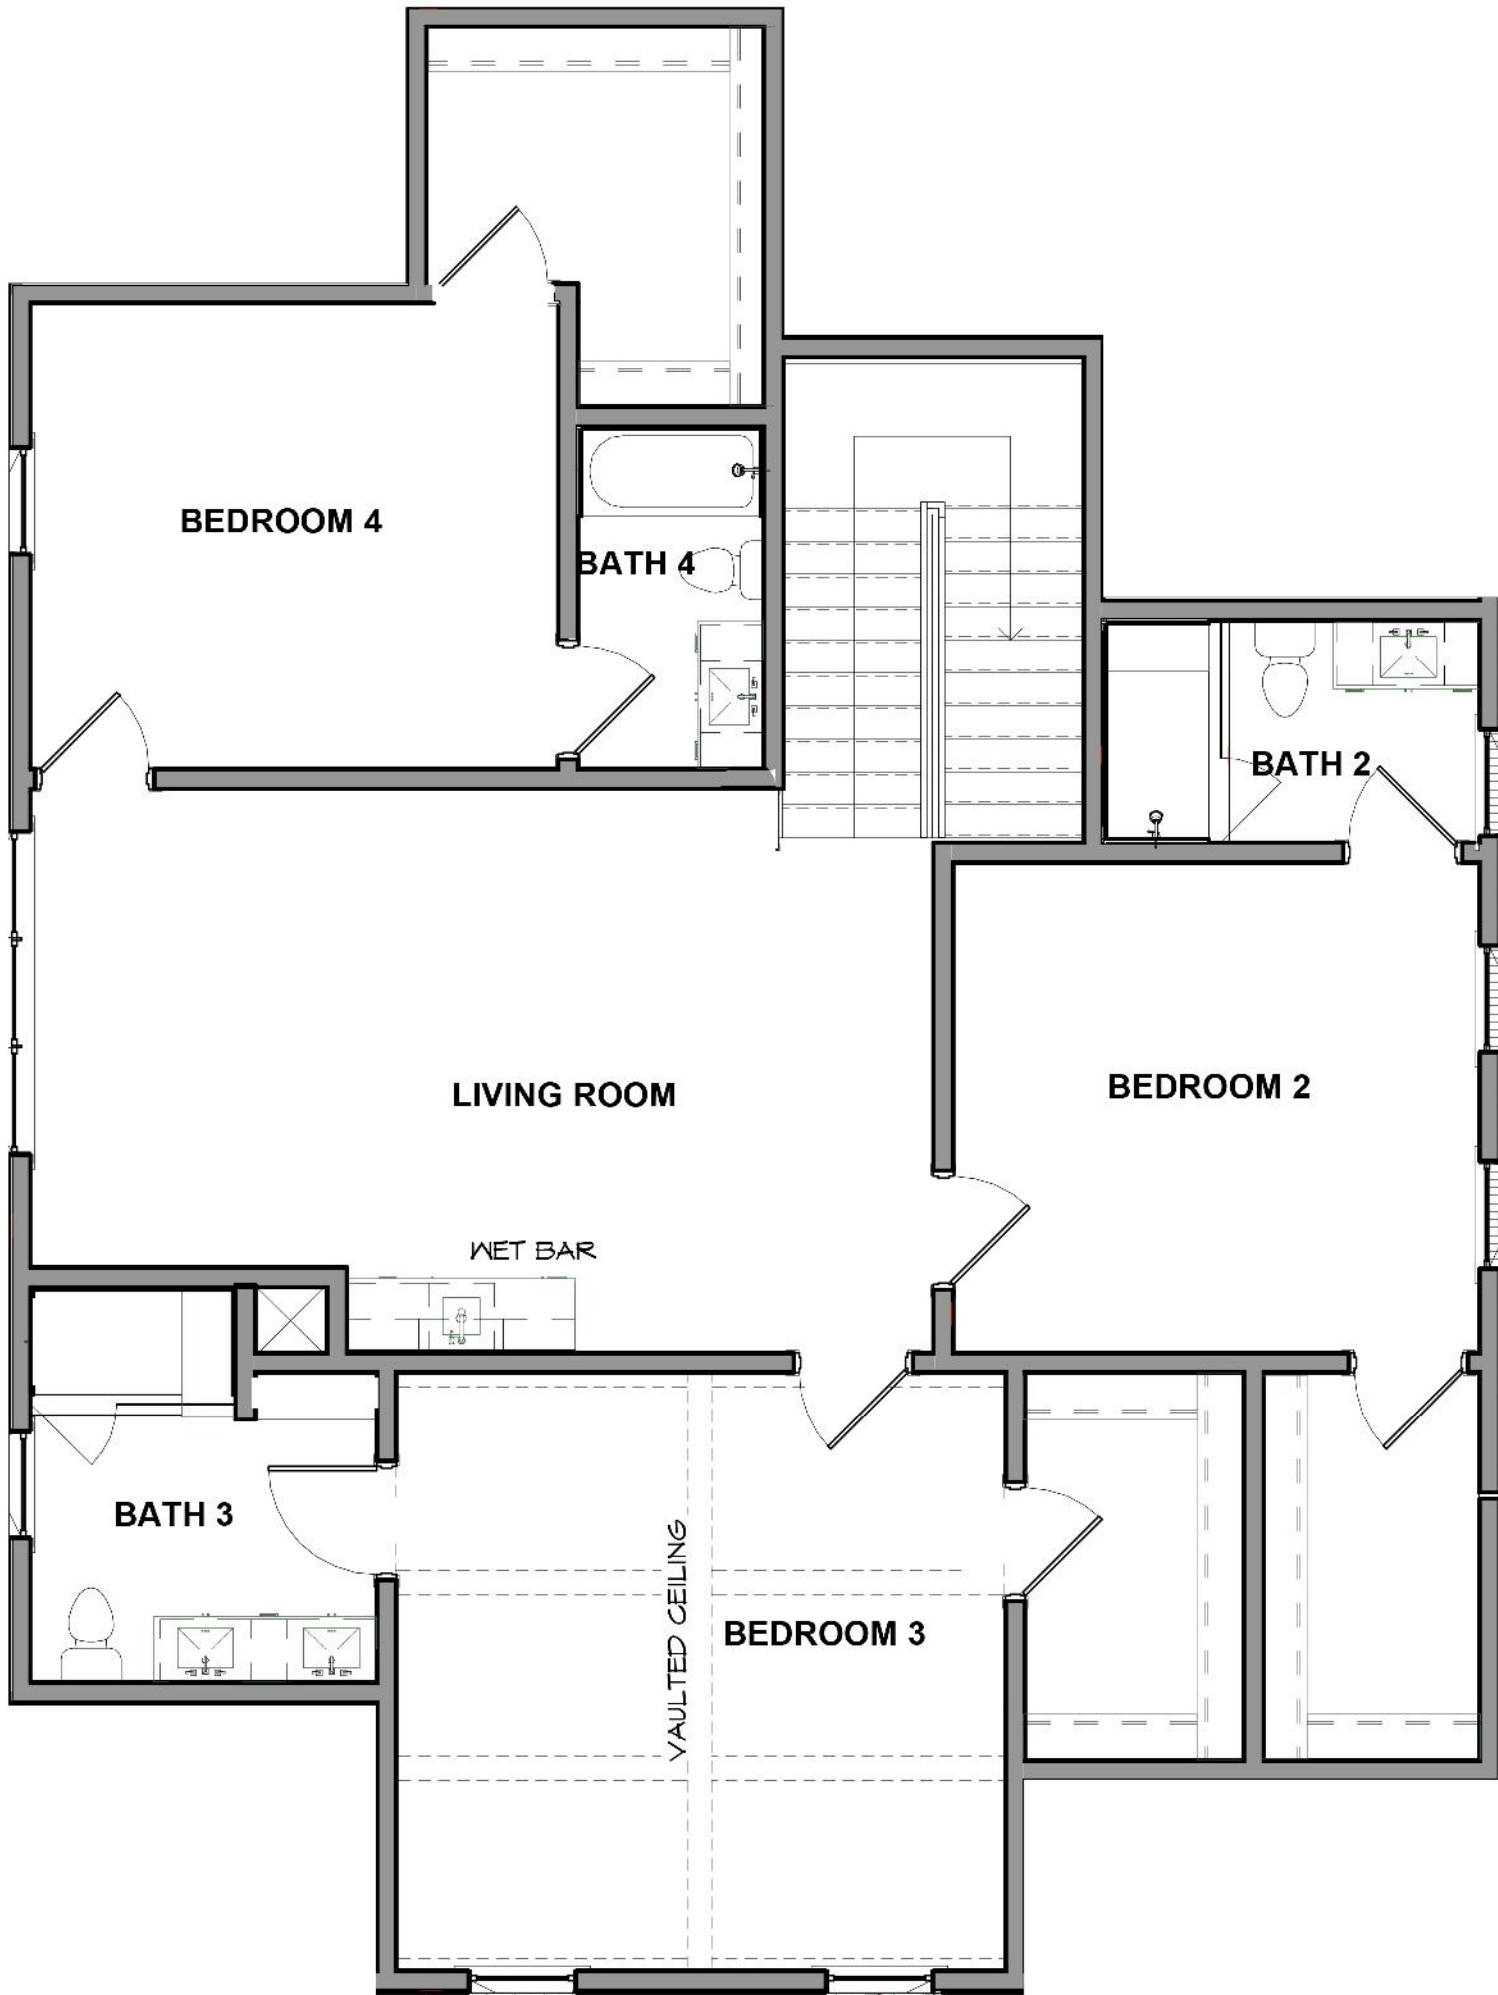 BEDROOM 4
BATH 4
BATH 2
LIVING ROOM
BEDROOM 2
WET BAR
BATH 3
VAULTED CEILING
BEDROOM 3